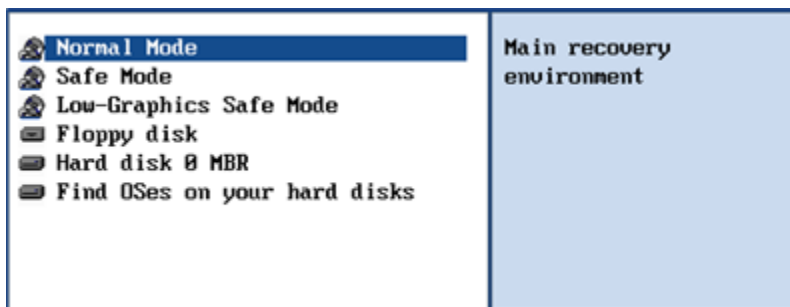 Normal Mode
Safe Mode
Low-Graphics Safe Mode
Floppy disk
Hard disk 0 MBR
Find OSes on your hard disks
Main recovery
environment